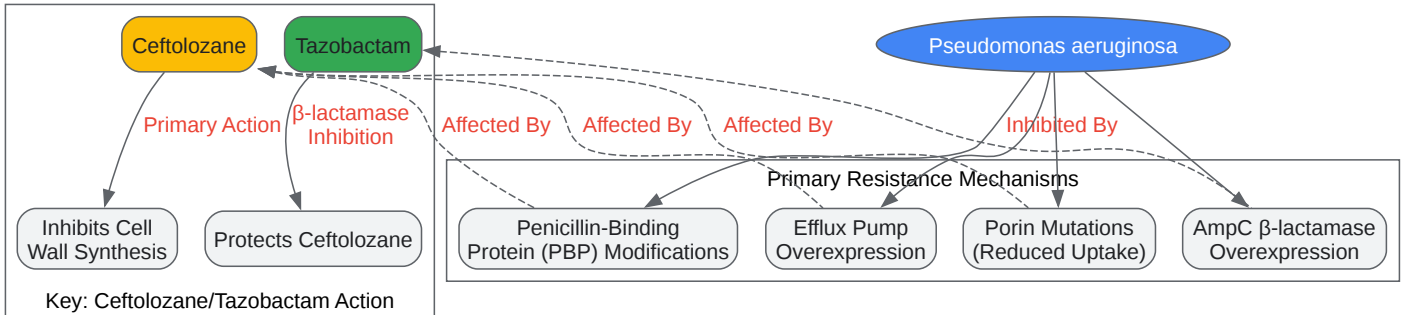 Ceftolozane
Tazobactam
Pseudomonas aeruginosa
Primary Action
β-lactamase
Inhibition
Affected By
Affected By
Affected By
Inhibited By
Primary Resistance Mechanisms
Inhibits Cell
Wall Synthesis
Protects Ceftolozane
Penicillin-Binding
Protein (PBP) Modifications
Efflux Pump
Overexpression
Porin Mutations
(Reduced Uptake)
AmpC β-lactamase
Overexpression
Key: Ceftolozane/Tazobactam Action